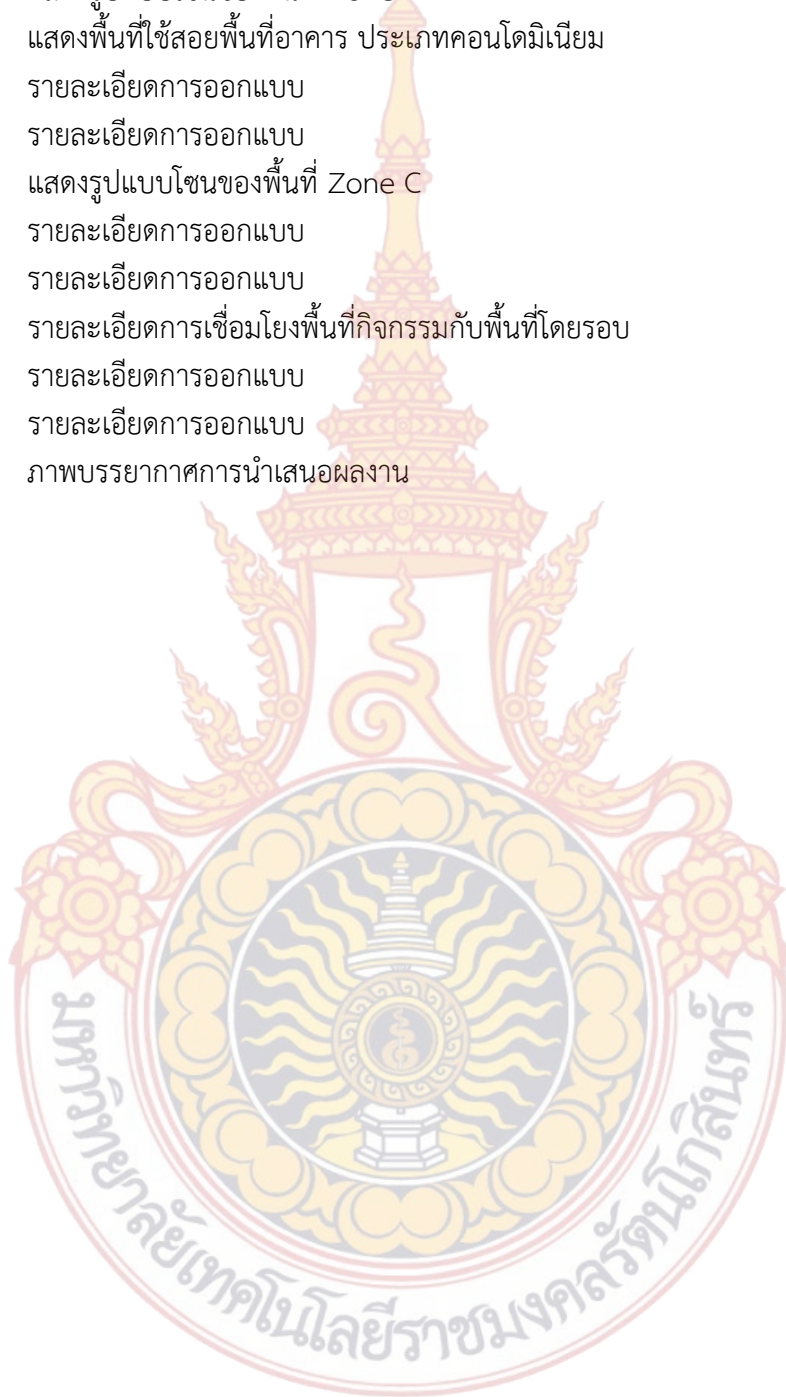 แสดงพื้นที่ใช้สอยพื้นที่อาคาร ประเภทคอนโดมิเนียม
รายละเอียดการออกแบบ
รายละเอียดการออกแบบ
แสดงรูปแบบโซนของพื้นที่ Zone C
รายละเอียดการออกแบบ
รายละเอียดการออกแบบ
รายละเอียดการเชื่อมโยงพื้นที่กิจกรรมกับพื้นที่โดยรอบ
รายละเอียดการออกแบบ
รายละเอียดการออกแบบ
ภาพบรรยากาศการนำเสนอผลงาน
มหาวิทยาลัยเทคโนโลยีราชมงคลรัตนโกสินทร์